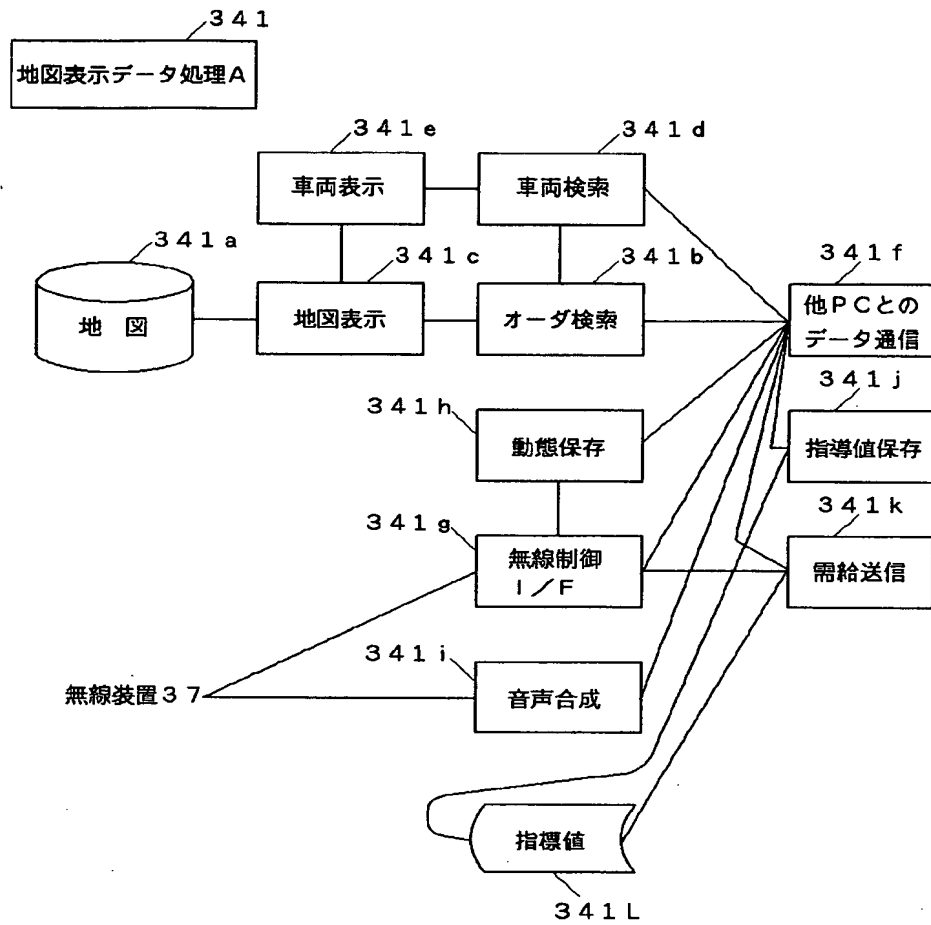 341
地図表示データ処理A
341e
341d
車両表示
車両検索
341a
341c
341b
341f
地 図
地図表示
オーダ検索
他PCとの
データ通信
341h
341j
動態保存
指導値保存
341g
341k
無線制御
I/F
需給送信
341i
無線装置37
音声合成
指標値
341L